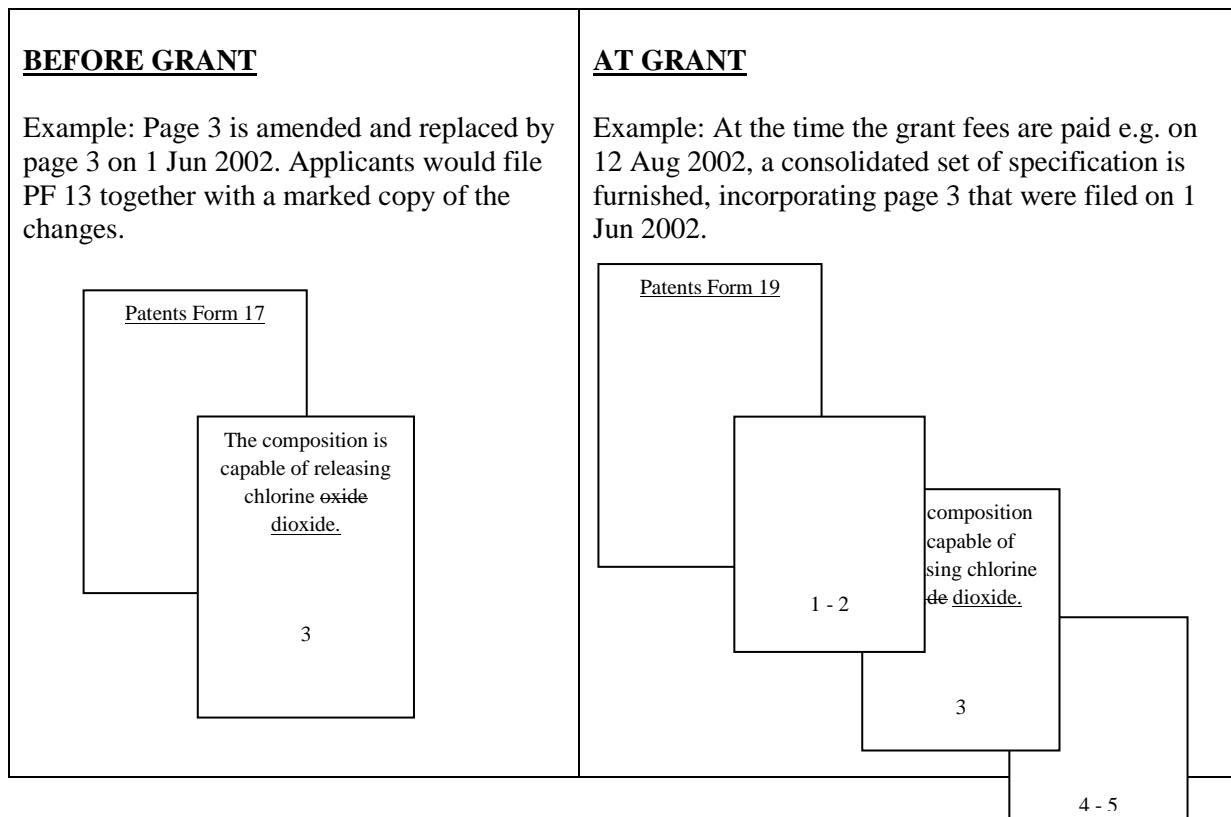 BEFORE GRANT
Example: Page 3 is amended and replaced by
page 3 on 1 Jun 2002. Applicants would file
PF 13 together with a marked copy of the
changes.
Patents Form 17
The composition is
capable of releasing
chlorine oxide
dioxide.
3
AT GRANT
Example: At the time the grant fees are paid e.g. on
12 Aug 2002, a consolidated set of specification is
furnished, incorporating page 3 that were filed on 1
Jun 2002.
Patents Form 19
1 - 2
composition
capable of
sing chlorine
de dioxide.
3
4 - 5